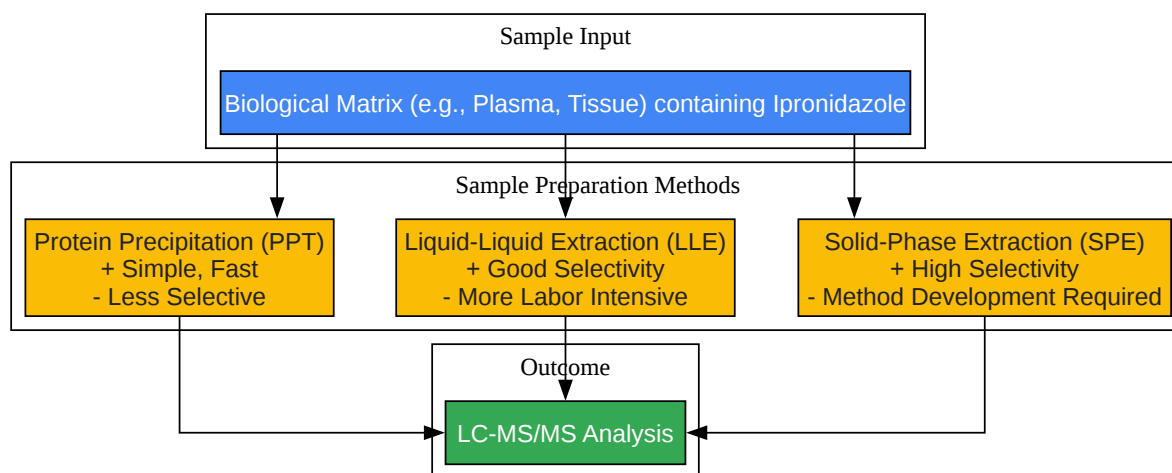 Sample Input
Biological Matrix (e.g., Plasma, Tissue) containing Ipronidazole
Sample Preparation Methods
Protein Precipitation (PPT)
+ Simple, Fast
- Less Selective
Liquid-Liquid Extraction (LLE)
+ Good Selectivity
- More Labor Intensive
Solid-Phase Extraction (SPE)
+ High Selectivity
- Method Development Required
Outcome
LC-MS/MS Analysis